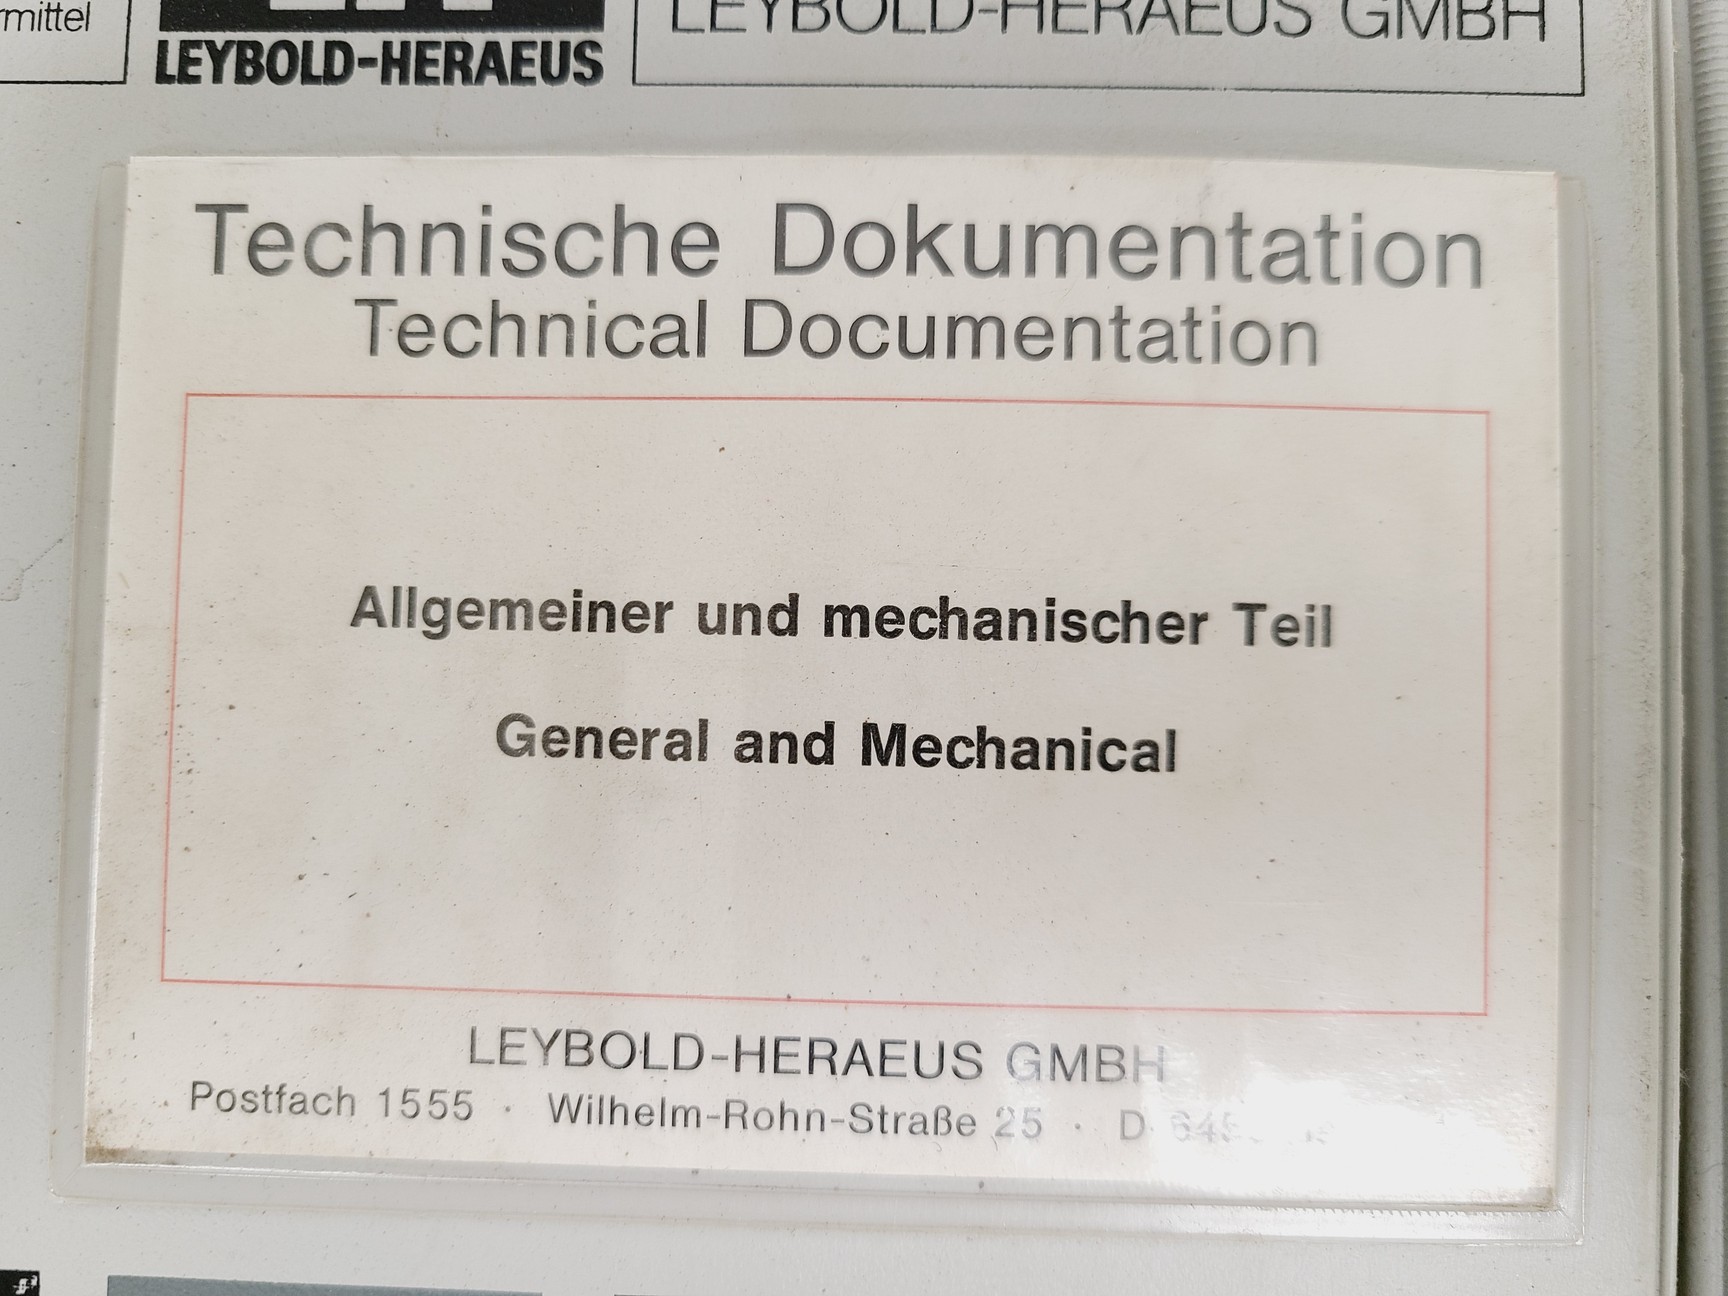 mittel
LEYBOLD-HERAEUS
LEYBOLD-HERAEUS GMBH
Technische Dokumentation
Technical Documentation
Allgemeiner und mechanischer Teil
General and Mechanical
LEYBOLD-HERAEUS GMBH
Postfach 1555 · Wilhelm-Rohn-Straße 25 · D